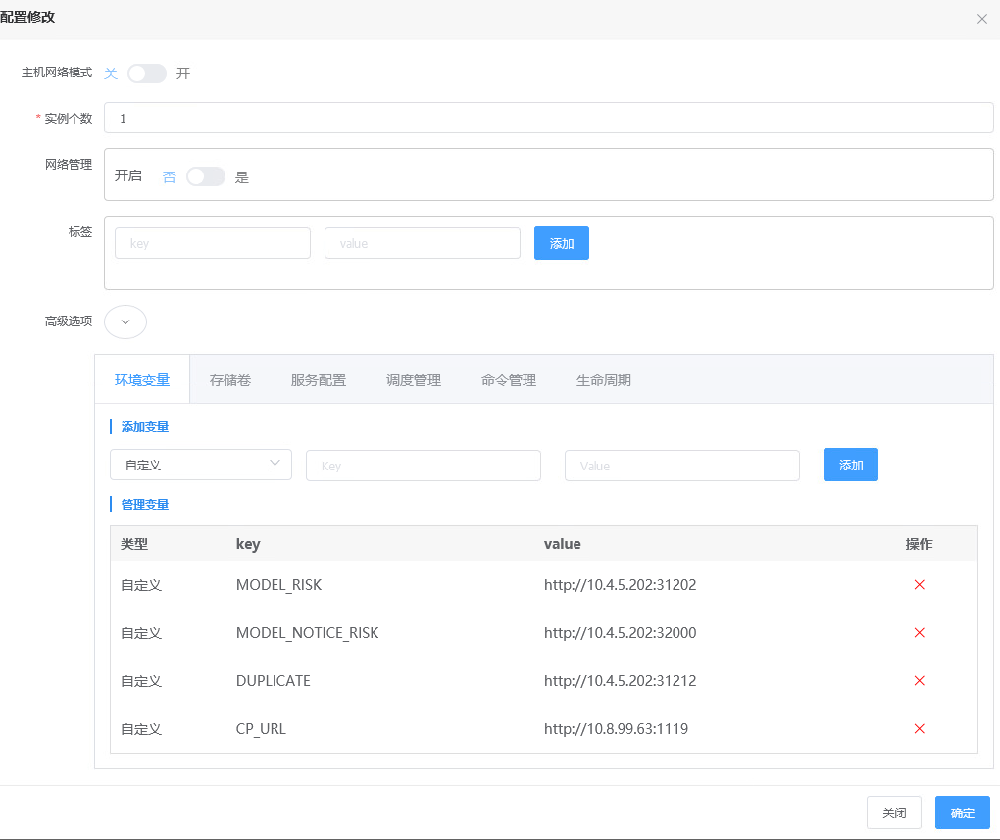 配置修改
主机网络模式 关 开
* 实例个数 1
网络管理 开启 否 是
标签 key value 添加
高级选项
环境变量 存储卷 服务配置 调度管理 命令管理 生命周期
添加变量
自定义 Key Value 添加
管理变量
类型 key value 操作
自定义 MODEL_RISK http://10.4.5.202:31202
自定义 MODEL_NOTICE_RISK http://10.4.5.202:32000
自定义 DUPLICATE http://10.4.5.202:31212
自定义 CP_URL http://10.8.99.63:1119
关闭 确定